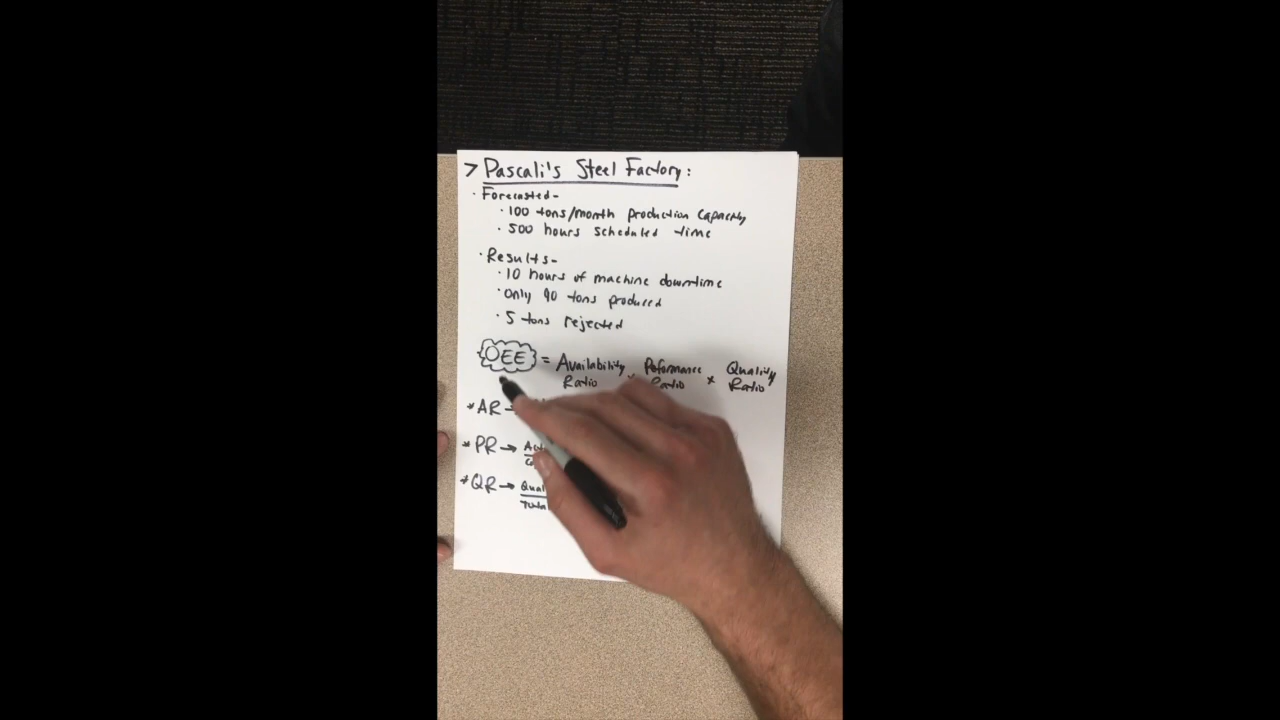 > Pascali's Steel Factory:
· Forecasted-
· 100 tons/month production capacity
· 500 hours scheduled time
· Results-
· 10 hours of machine downtime
· Only 90 tons produced
· 5 tons rejected
OEE = Availability Ratio x Poformance Ratio x Quality Ratio
* AR →
* PR →
* QR →